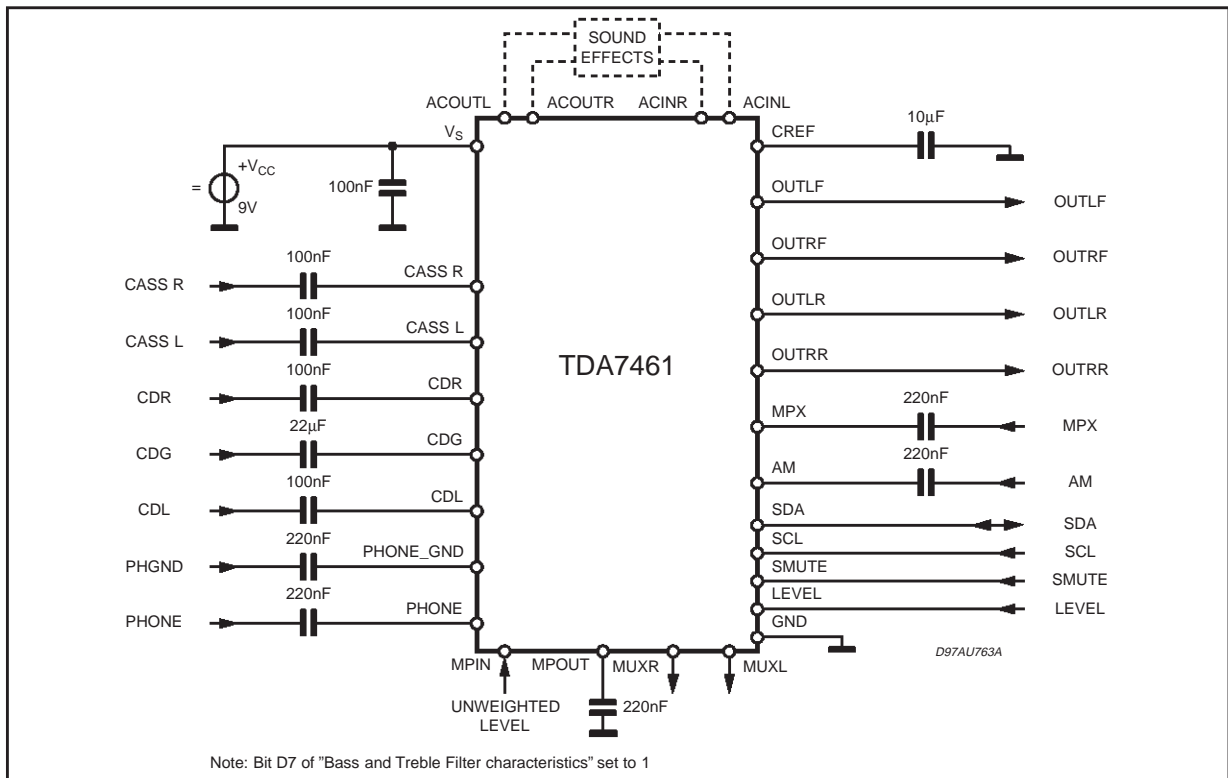 SOUND
EFFECTS
ACOUTL
ACOUTR
ACINR
ACINL
VS
+VCC
=
9V
100nF
CREF
10μF
OUTLF
OUTLF
OUTRF
OUTRF
OUTLR
OUTLR
OUTRR
OUTRR
TDA7461
CASS R
100nF
CASS R
CASS L
100nF
CASS L
CDR
100nF
CDR
CDG
22μF
CDG
CDL
100nF
CDL
PHGND
220nF
PHONE_GND
PHONE
220nF
PHONE
MPX
220nF
MPX
AM
220nF
AM
SDA
SDA
SCL
SCL
SMUTE
SMUTE
LEVEL
LEVEL
GND
D97AU763A
MPIN
MPOUT
MUXR
MUXL
UNWEIGHTED
LEVEL
220nF
Note: Bit D7 of "Bass and Treble Filter characteristics" set to 1